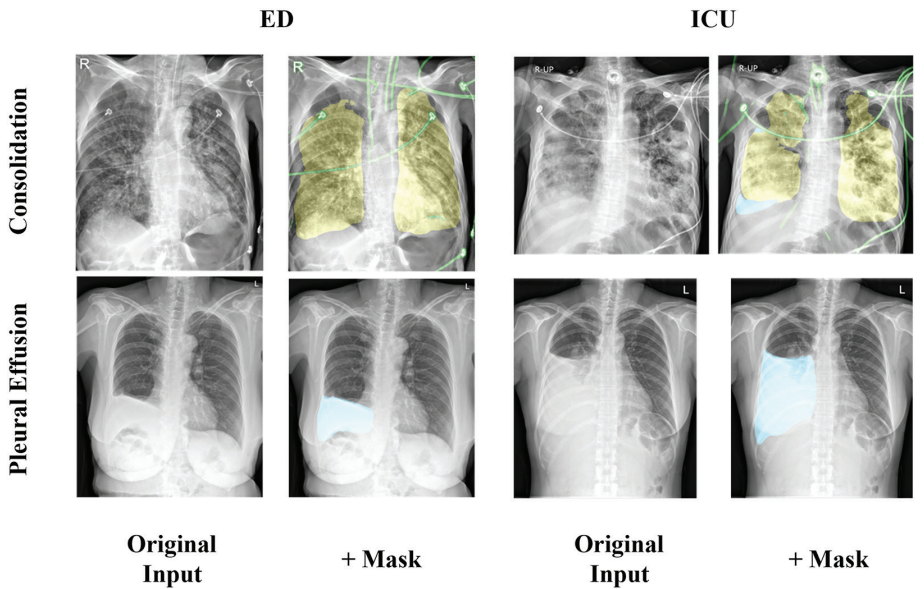 ED
ICU
Consolidation
R
R
R-UP
R-UP
Pleural Effusion
L
L
L
L
Original
Input
+ Mask
Original
Input
+ Mask